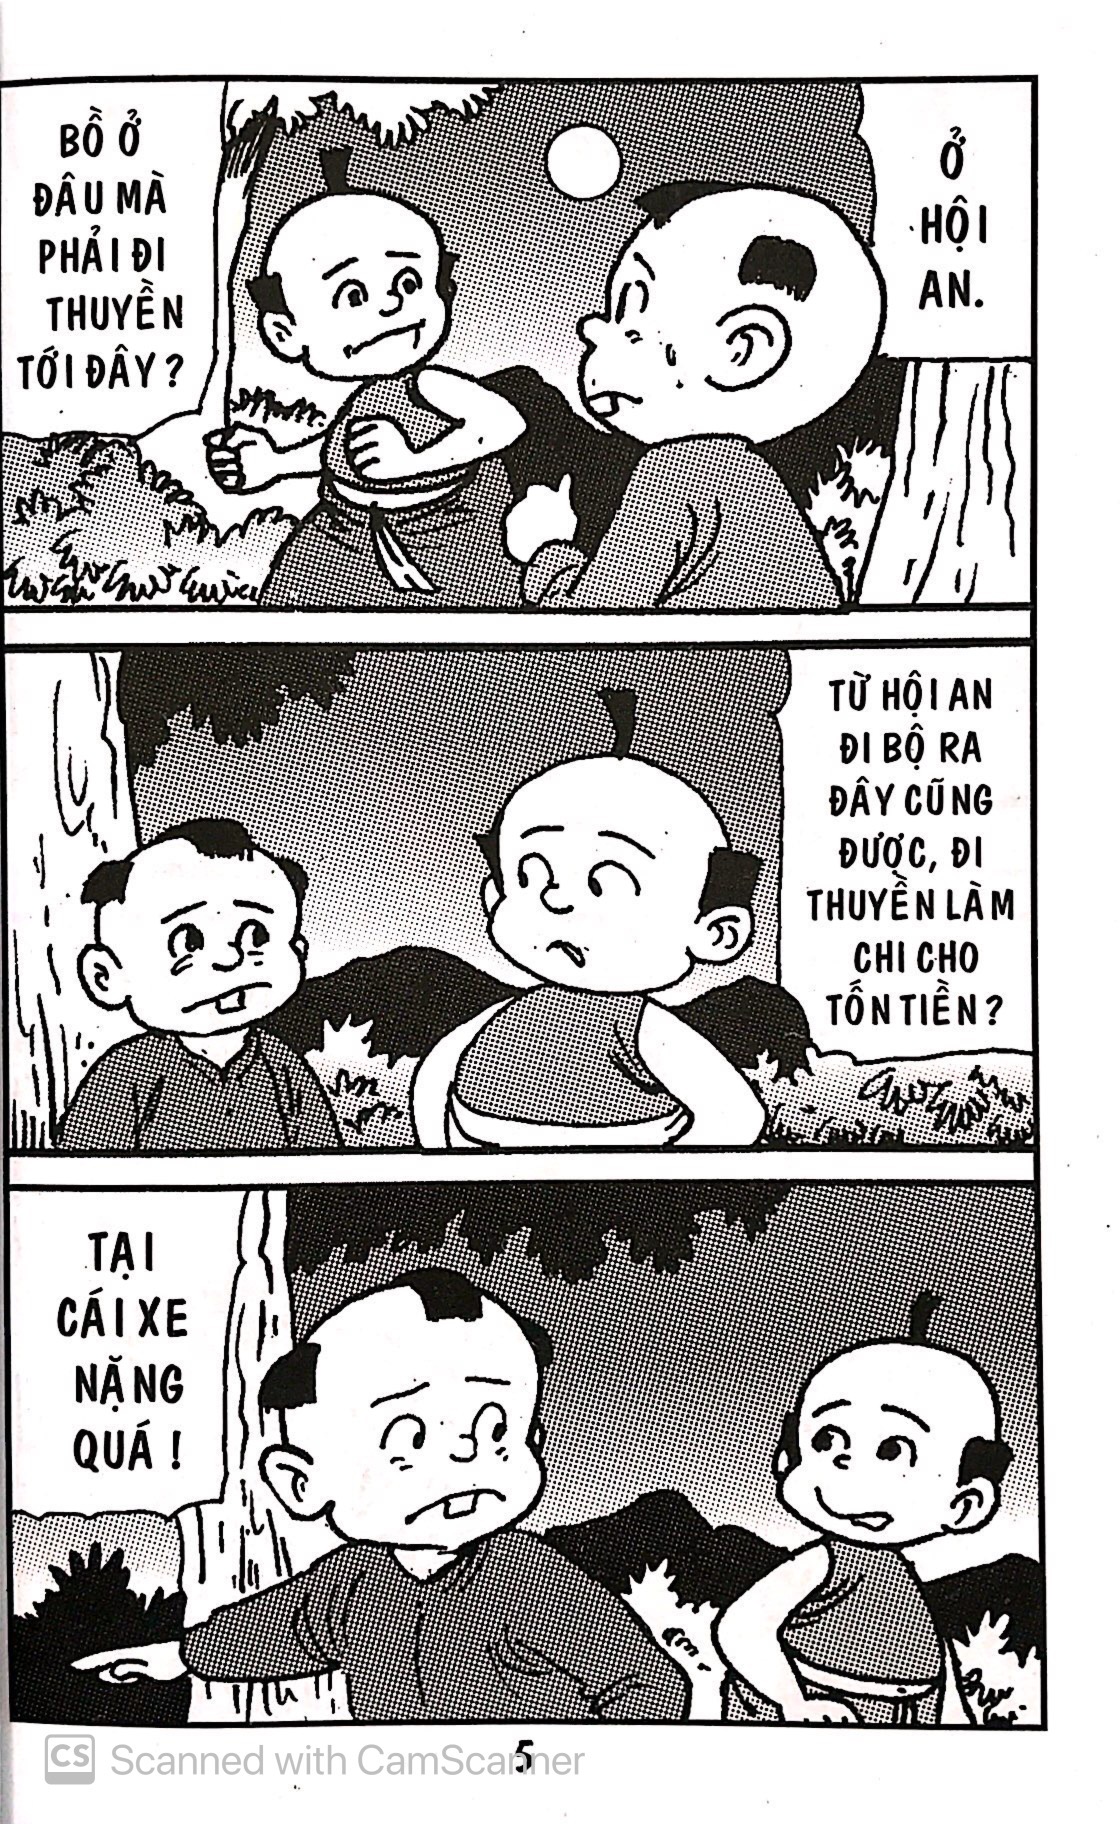 BỒ Ở
ĐÂU MÀ
PHẢI ĐI
THUYỀN
TỚI ĐÂY?
Ở
HỘI
AN.
TỪ HỘI AN
ĐI BỘ RA
ĐÂY CŨNG
ĐƯỢC, ĐI
THUYỀN LÀM
CHI CHO
TỐN TIỀN?
TẠI
CÁI XE
NẶNG
QUÁ!
5
CS Scanned with CamScanner